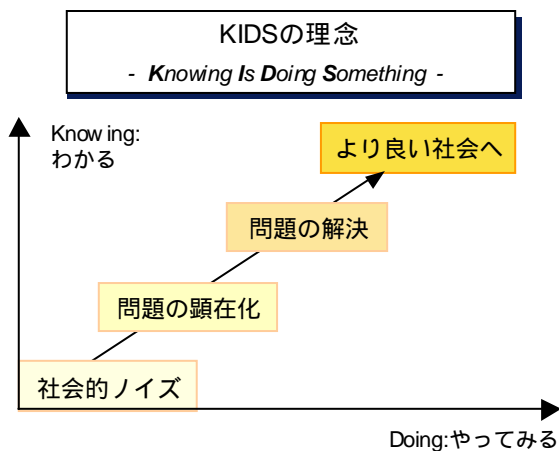 KIDSの理念
- Knowing Is Doing Something -
Knowing:
わかる
より良い社会へ
問題の解決
問題の顕在化
社会的ノイズ
Doing:やってみる